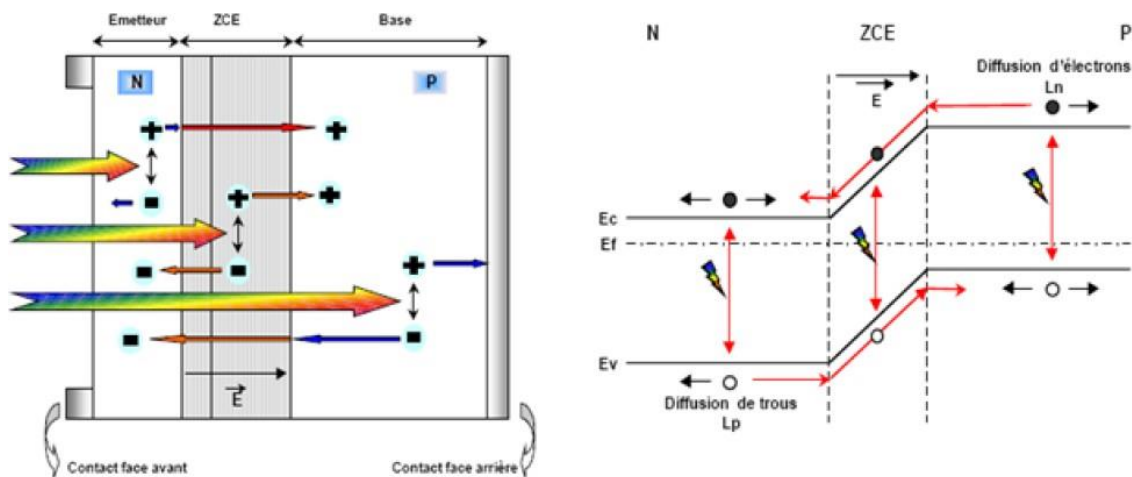 Emetteur ZCE Base
N P
E
Contact face avant Contact face arrière
N ZCE P
E
Diffusion d'électrons
Ln
Ec
Ef
Ev
Diffusion de trous
Lp